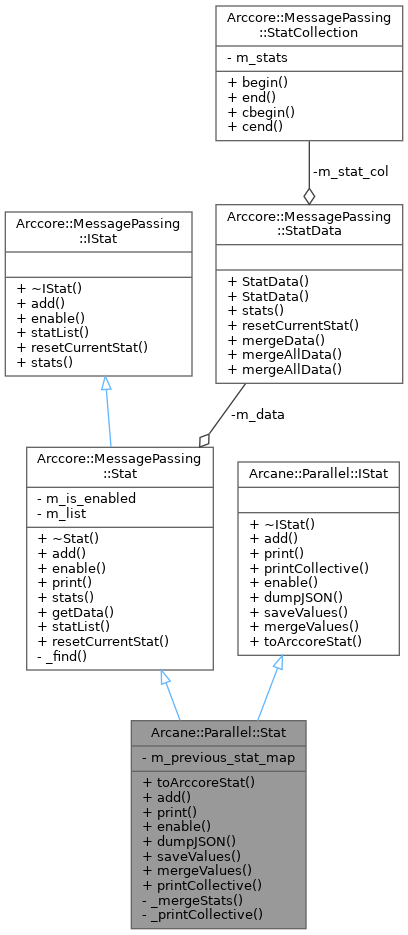 Arccore::MessagePassing
::StatCollection
- m_stats
+ begin()
+ end()
+ cbegin()
+ cend()
-m_stat_col
Arccore::MessagePassing
::IStat
+ ~IStat()
+ add()
+ enable()
+ statList()
+ resetCurrentStat()
+ stats()
Arccore::MessagePassing
::StatData
+ StatData()
+ StatData()
+ stats()
+ resetCurrentStat()
+ mergeData()
+ mergeAllData()
+ mergeAllData()
-m_data
Arccore::MessagePassing
::Stat
- m_is_enabled
- m_list
+ ~Stat()
+ add()
+ enable()
+ print()
+ stats()
+ getData()
+ statList()
+ resetCurrentStat()
- _find()
Arcane::Parallel::IStat
+ ~IStat()
+ add()
+ print()
+ printCollective()
+ enable()
+ dumpJSON()
+ saveValues()
+ mergeValues()
+ toArccoreStat()
Arcane::Parallel::Stat
- m_previous_stat_map
+ toArccoreStat()
+ add()
+ print()
+ enable()
+ dumpJSON()
+ saveValues()
+ mergeValues()
+ printCollective()
- _mergeStats()
- _printCollective()